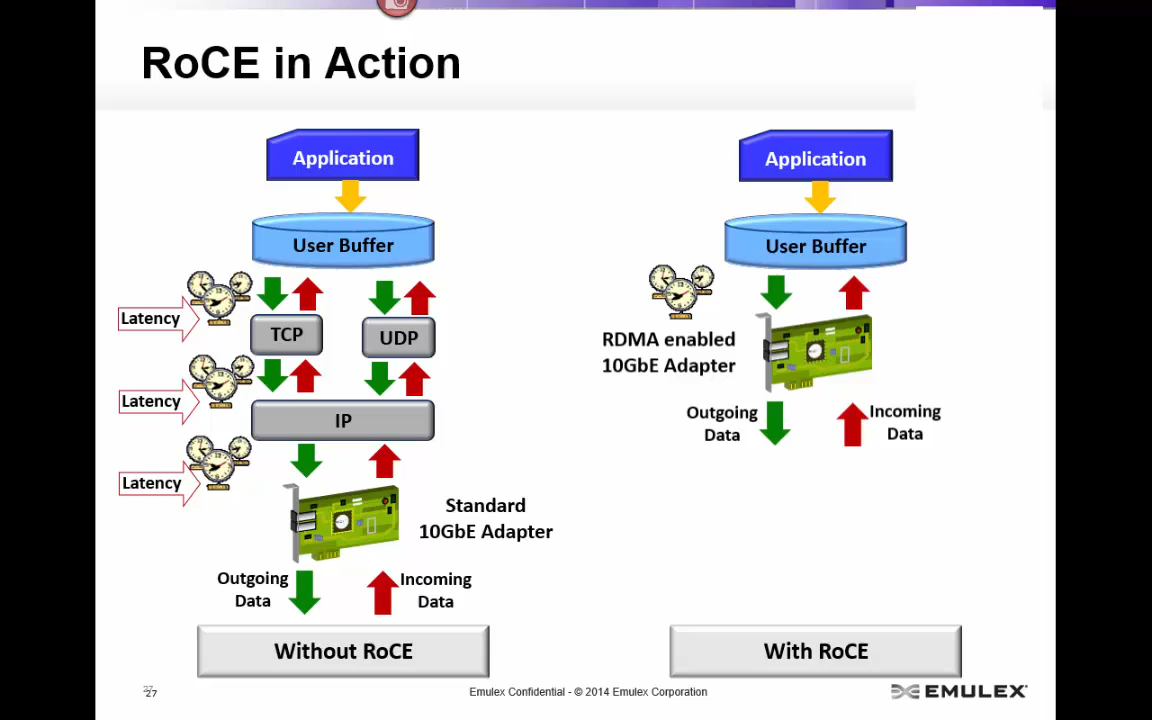 RoCE in Action
Application
User Buffer
Latency
TCP
UDP
Latency
IP
Latency
Standard
10GbE Adapter
Outgoing
Data
Incoming
Data
Without RoCE
Application
User Buffer
RDMA enabled
10GbE Adapter
Outgoing
Data
Incoming
Data
With RoCE
27
Emulex Confidential - © 2014 Emulex Corporation
EMULEX